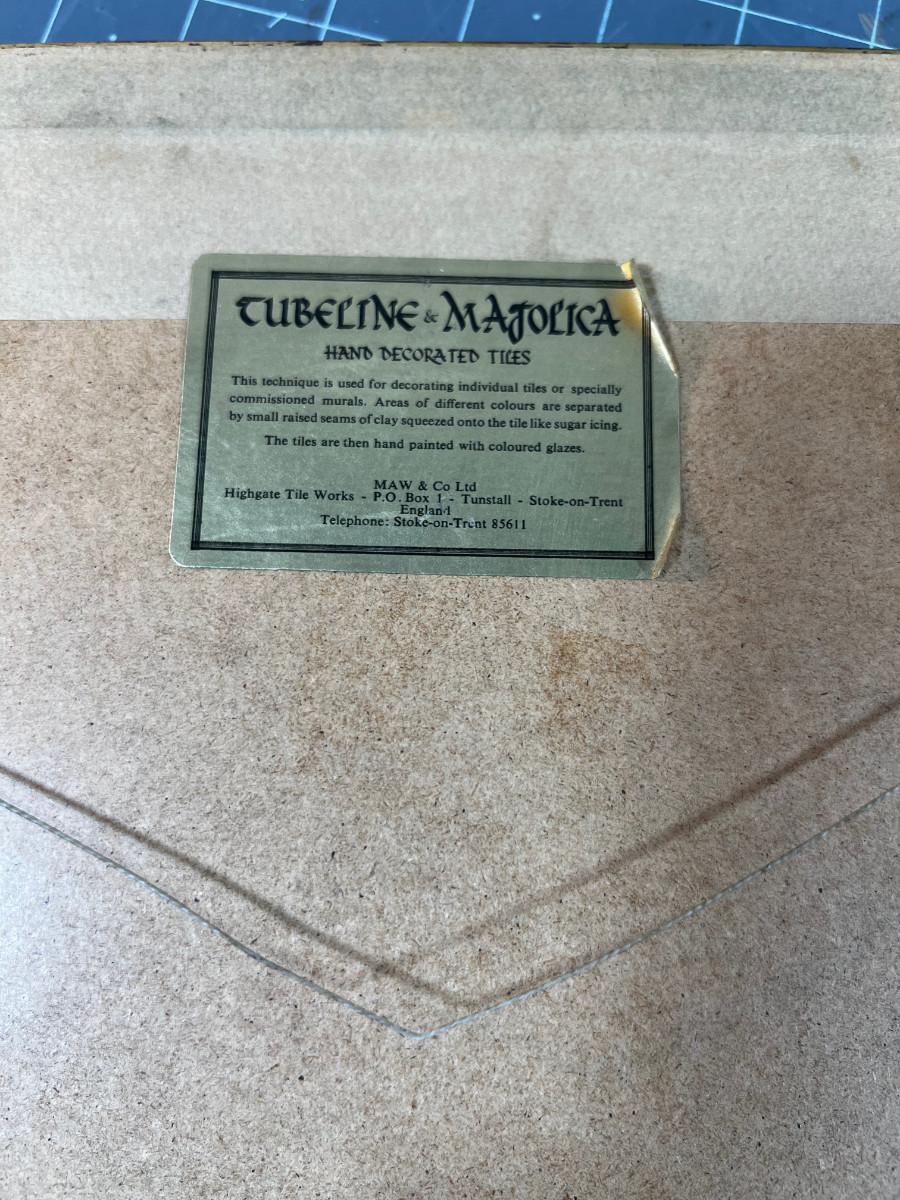 TUBELINE & MAJOLICA
HAND DECORATED TILES
This technique is used for decorating individual tiles or specially
commissioned murals. Areas of different colours are separated
by small raised seams of clay squeezed onto the tile like sugar icing.
The tiles are then hand painted with coloured glazes.
MAW & Co Ltd
Highgate Tile Works - P.O. Box 1 - Tunstall - Stoke-on-Trent
England
Telephone: Stoke-on-Trent 85611